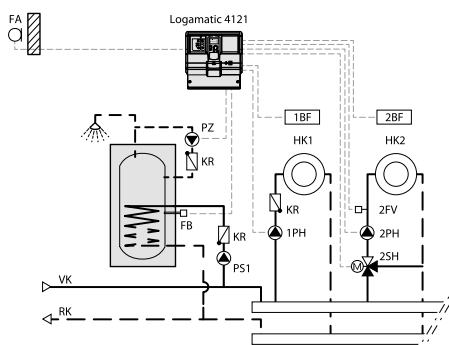 FA
Logamatic 4121
PZ
1BF
2BF
HK1
HK2
KR
KR
2FV
FB
KR
1PH
2PH
2SH
M
PS1
VK
RK